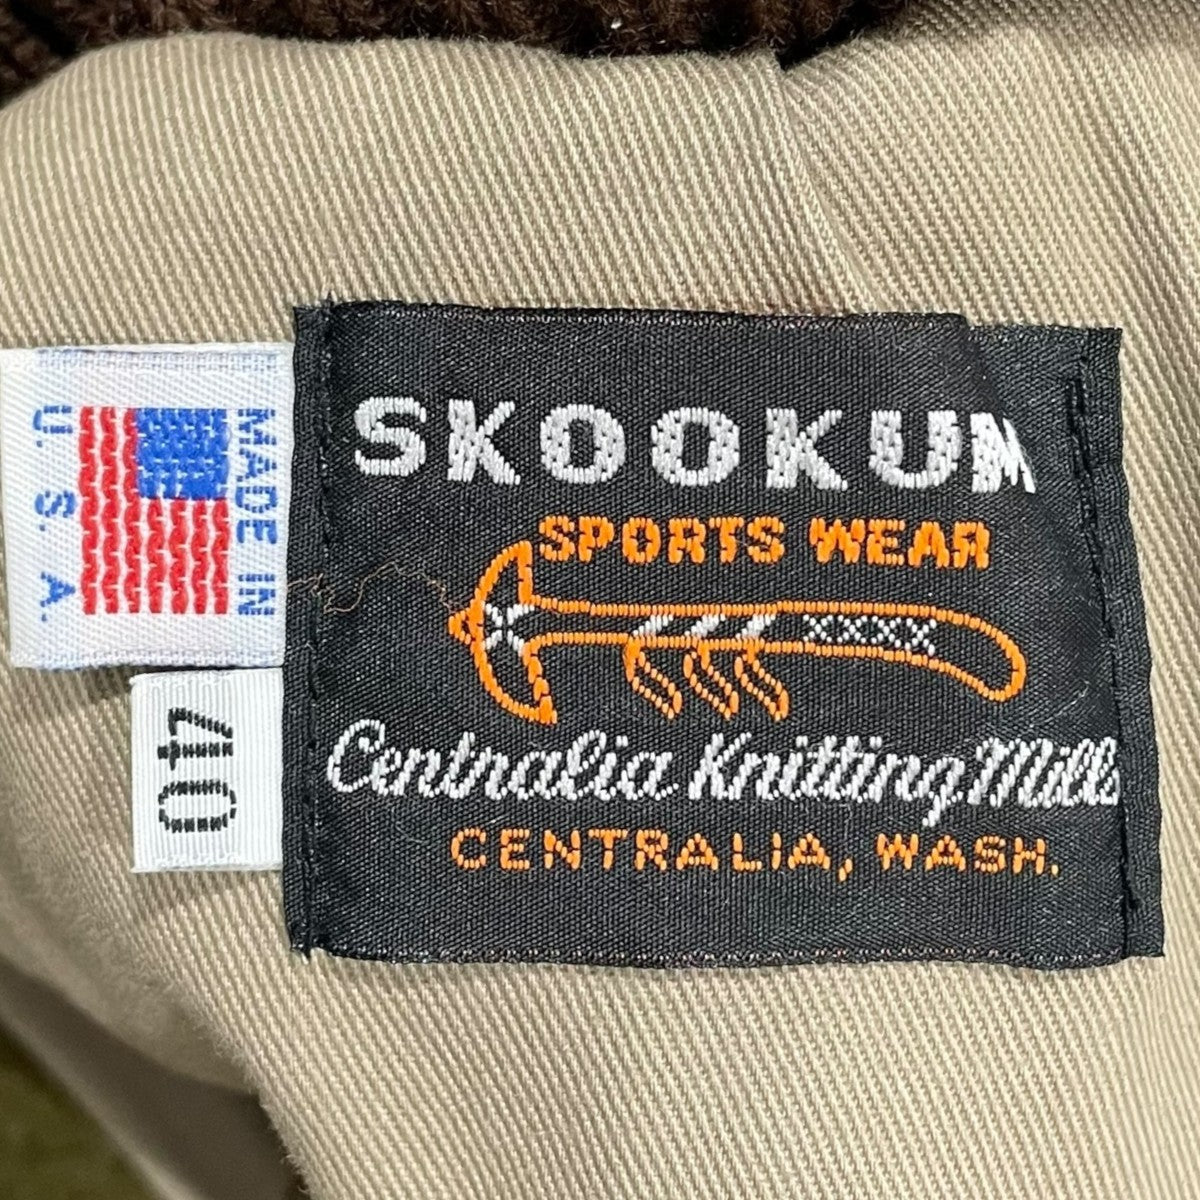 SKOOKUM
SPORTS WEAR
Centralia Knitting Mills
CENTRALIA, WASH.
MADE IN
U. S. A.
40